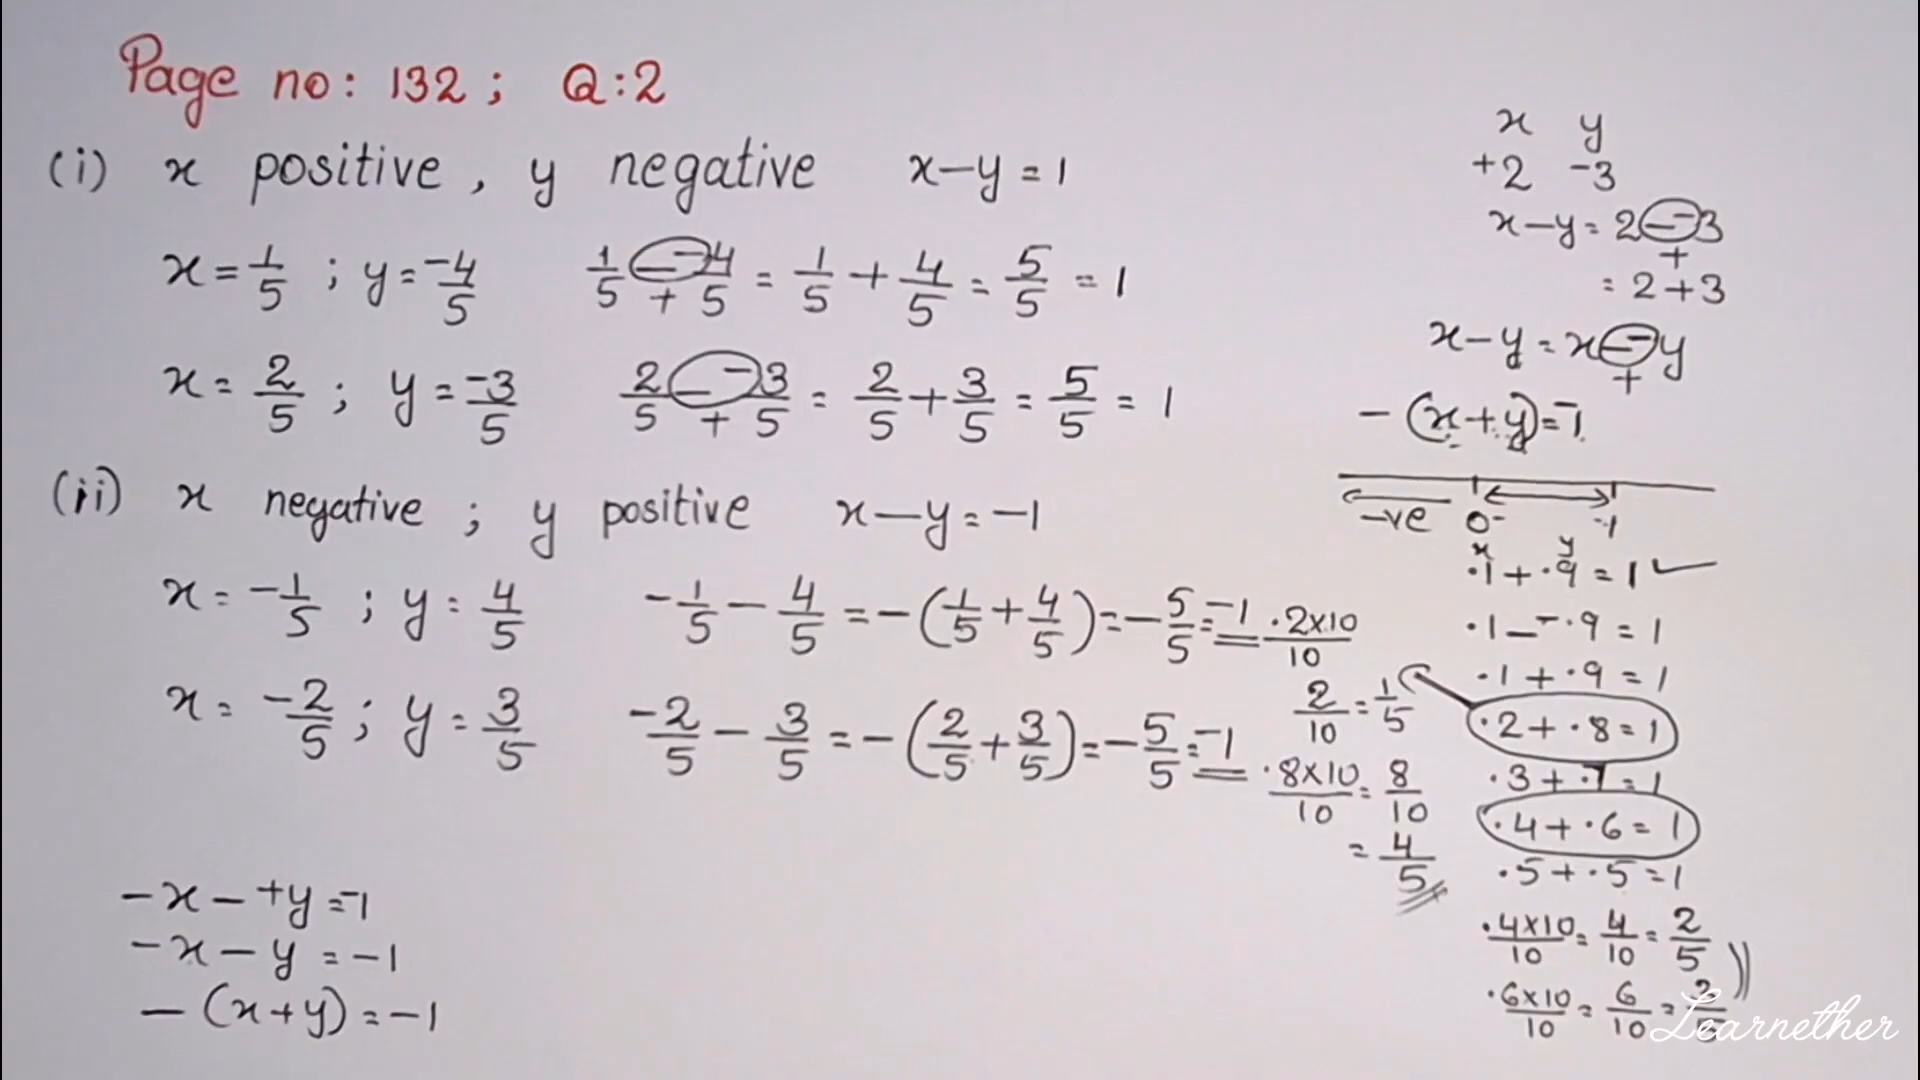 Page no: 132 ; Q:2
(i) x positive, y negative x-y=1
x=1/5 ; y=-4/5 1/5 - -4/5 = 1/5 + 4/5 = 5/5 = 1
+
x=2/5 ; y=-3/5 2/5 - -3/5 = 2/5 + 3/5 = 5/5 = 1
+
(ii) x negative ; y positive x-y=-1
x=-1/5 ; y=4/5 -1/5 - 4/5 = -(1/5 + 4/5) = -5/5 = -1
x=-2/5 ; y=3/5 -2/5 - 3/5 = -(2/5 + 3/5) = -5/5 = -1
-x - +y = -1
-x - y = -1
-(x+y) = -1
x y
+2 -3
x-y = 2 - -3
+
= 2+3
x-y = x - -y
+
-(x+y) = -1
-ve 0
x y
.1 + .9 = 1
.1 - -.9 = 1
.1 + .9 = 1
.2 + .8 = 1
.3 + .7 = 1
.4 + .6 = 1
.5 + .5 = 1
.4×10/10 = 4/10 = 2/5
.6×10/10 = 6/10 = 3/5
.2×10/10
2/10 = 1/5
.8×10/10 = 8/10
= 4/5
Learnether